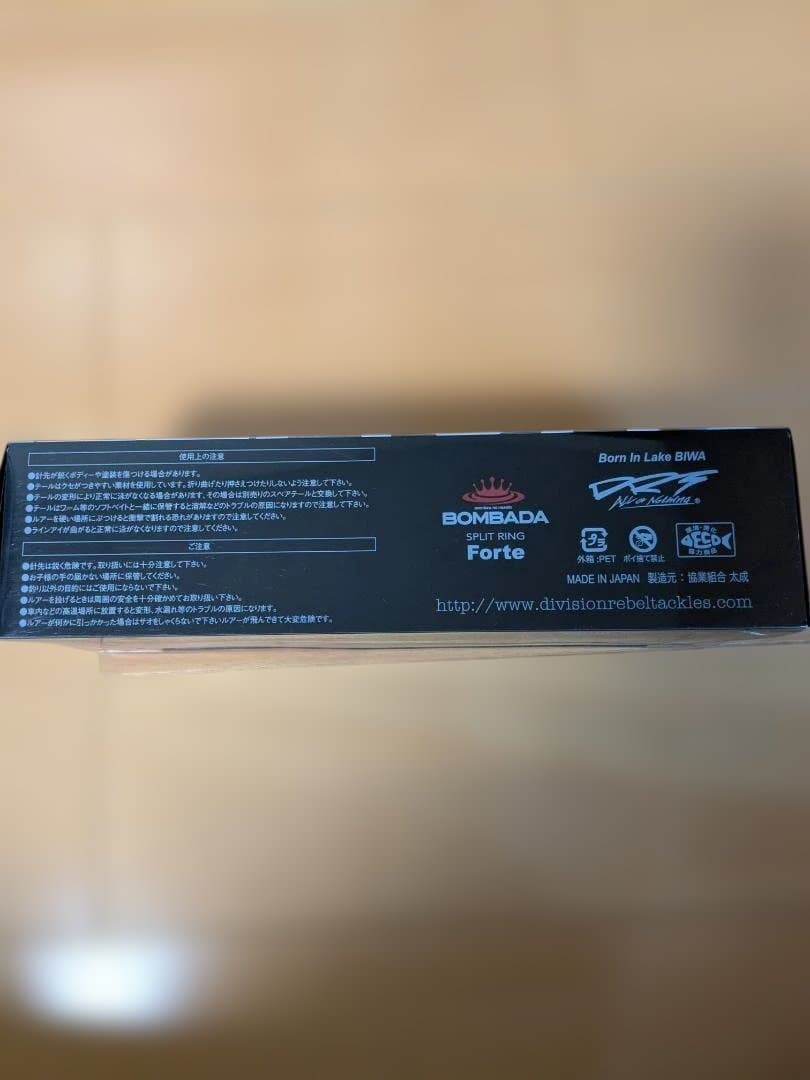 使用上の注意
●針先が鋭くボディーや塗装を傷つける場合があります。
●テールはクセがつきやすい素材を使用しています。折り曲げたり押さえつけたりしないよう注意して下さい。
●テールの変形により正常に泳がなくなる場合があります、その場合は別売りのスペアテールと交換して下さい。
●テールはワーム等のソフトベイトと一緒に保管すると溶解などのトラブルの原因になりますので注意して下さい。
●ルアーを硬い場所にぶつけると衝撃で割れる恐れがありますので注意してください。
●ラインアイが曲がると正常に泳がなくなりますので注意してください。
ご注意
●針先は鋭く危険です。取り扱いには十分注意して下さい。
●お子様の手の届かない場所に保管してください。
●釣り以外の目的にはご使用にならないで下さい。
●ルアーを投げるときは周囲の安全を十分確かめてお取り扱い下さい。
●車内などの高温場所に放置すると変形、水漏れ等のトラブルの原因になります。
●ルアーが何かに引っかかった場合はサオをしゃくらないで下さいルアーが飛んできて大変危険です。
BOMBADA
SPLIT RING
Forte
Born In Lake BIWA
DRS
All or Nothing ®
プラ
外箱:PET ポイ捨て禁止
ECO
協力商品
MADE IN JAPAN 製造元:協業組合 太成
http://www.divisionrebeltackles.com